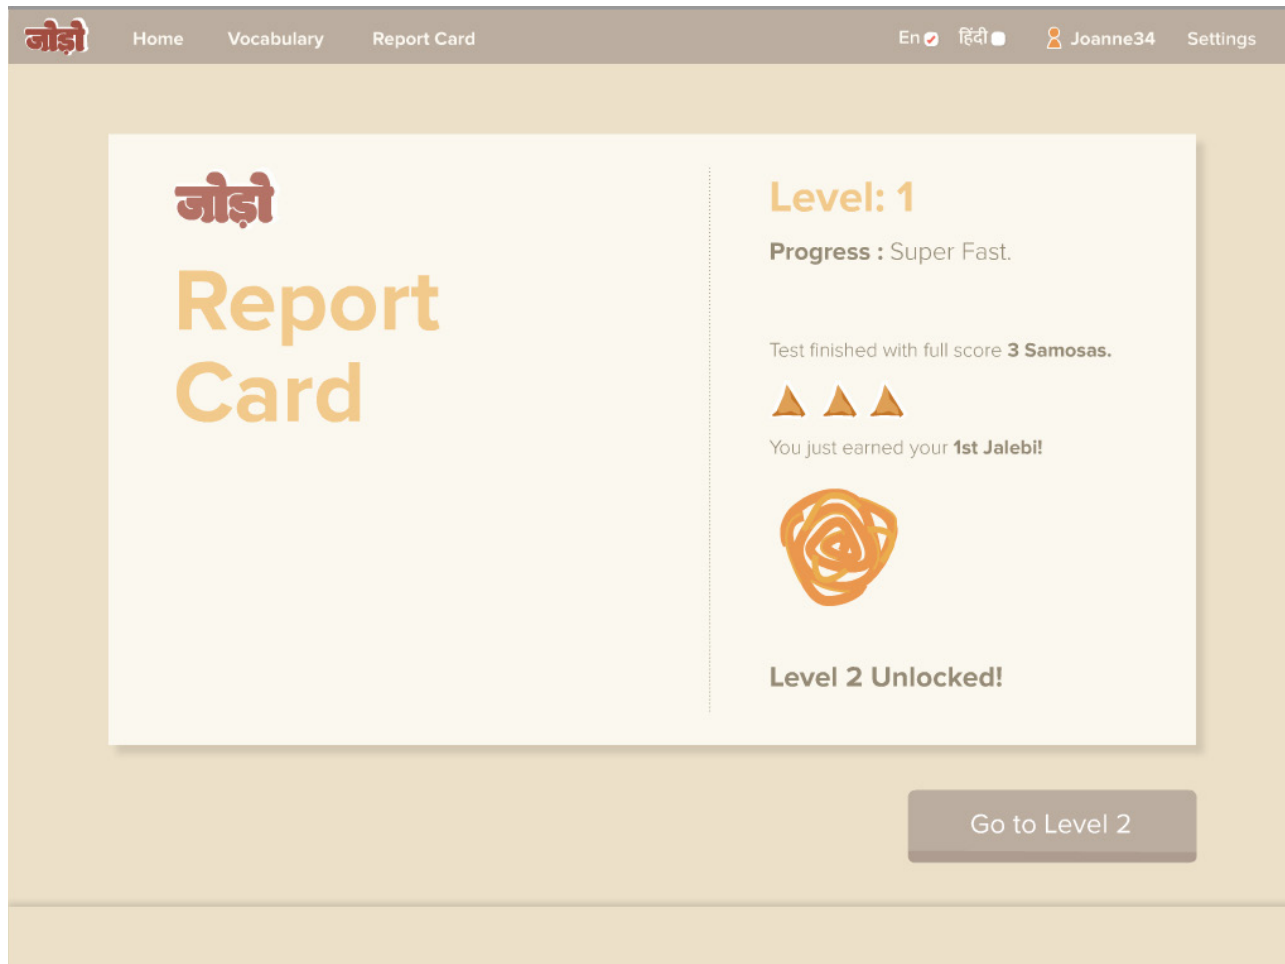 जोड़ो Home Vocabulary Report Card En हिंदी Joanne34 Settings
जोड़ो
Report
Card
Level: 1
Progress : Super Fast.
Test finished with full score 3 Samosas.
You just earned your 1st Jalebi!
Level 2 Unlocked!
Go to Level 2